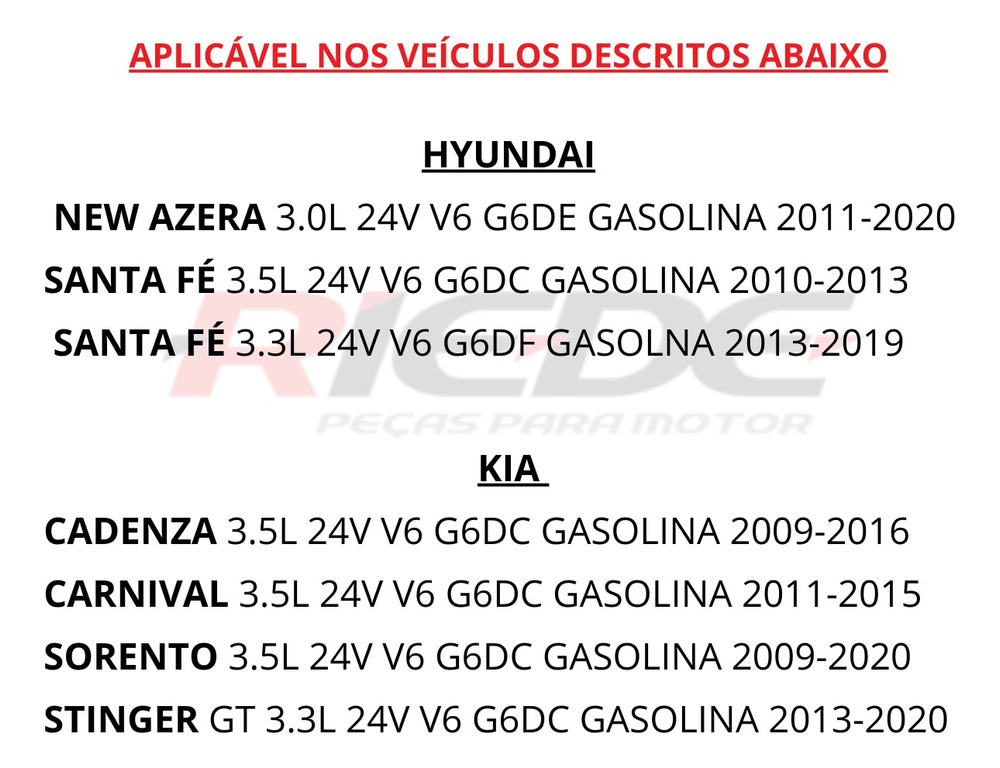 APLICÁVEL NOS VEÍCULOS DESCRITOS ABAIXO
HYUNDAI
NEW AZERA 3.0L 24V V6 G6DE GASOLINA 2011-2020
SANTA FÉ 3.5L 24V V6 G6DC GASOLINA 2010-2013
SANTA FÉ 3.3L 24V V6 G6DF GASOLNA 2013-2019
RIEDC
PEÇAS PARA MOTOR
KIA
CADENZA 3.5L 24V V6 G6DC GASOLINA 2009-2016
CARNIVAL 3.5L 24V V6 G6DC GASOLINA 2011-2015
SORENTO 3.5L 24V V6 G6DC GASOLINA 2009-2020
STINGER GT 3.3L 24V V6 G6DC GASOLINA 2013-2020